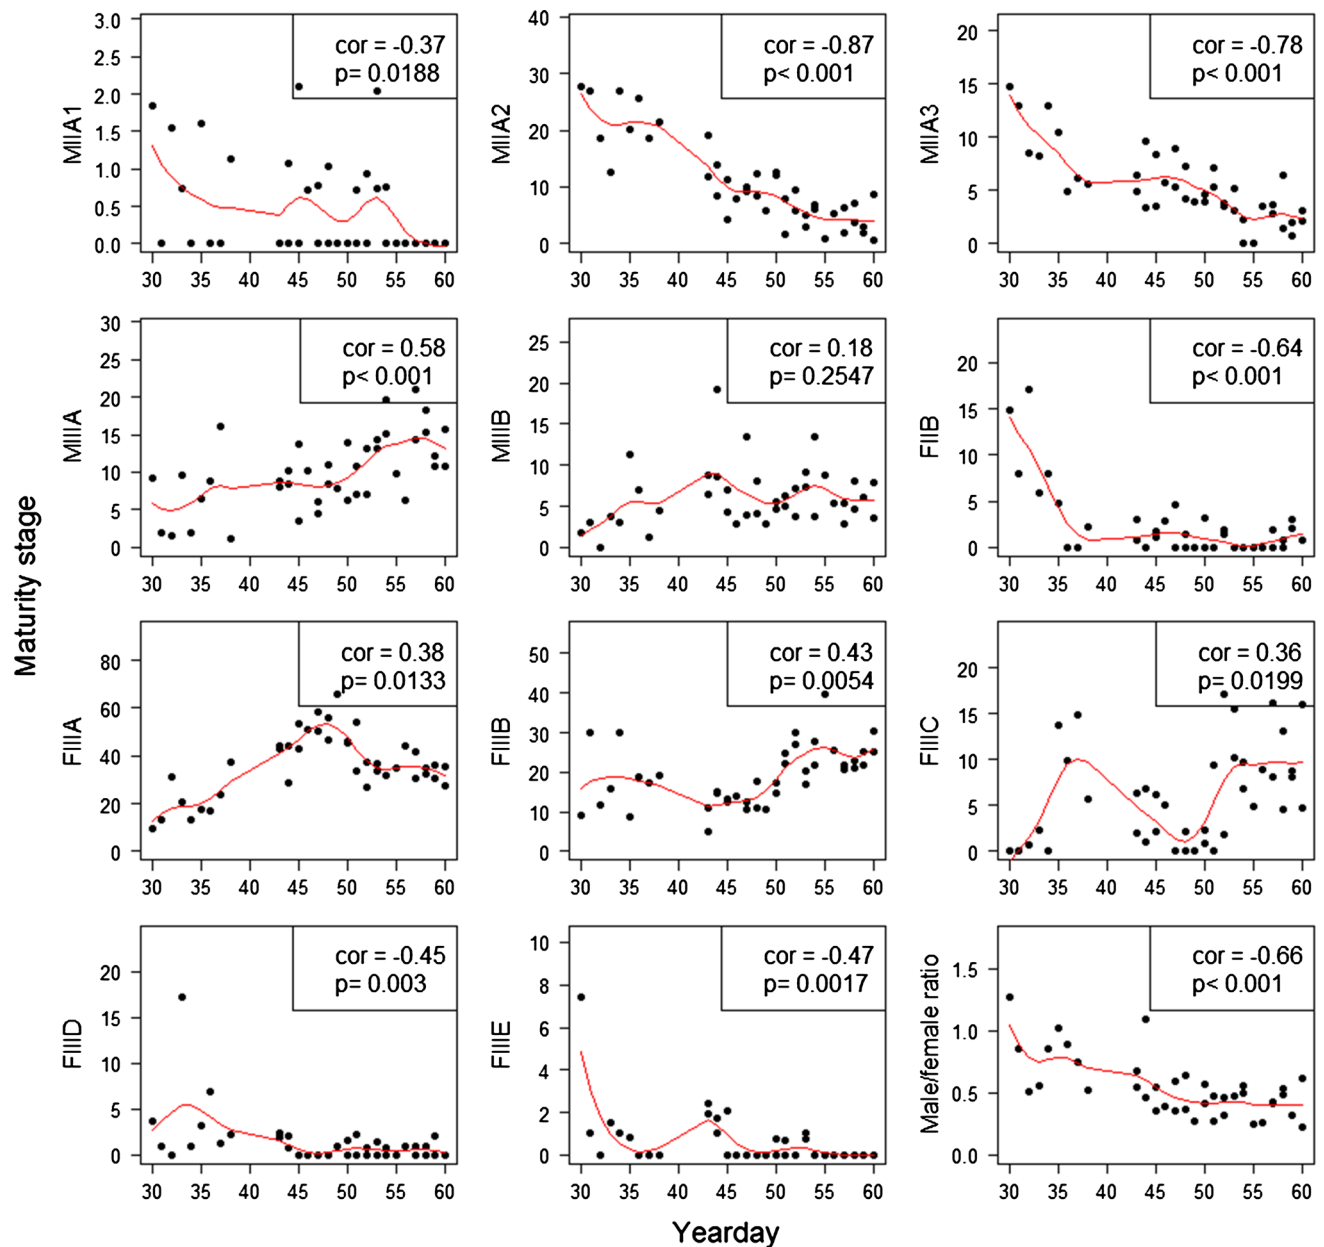 Maturity stage
MIIA1
3.0
2.5
2.0
1.5
1.0
0.5
0.0
cor = -0.37
p= 0.0188
30 35 40 45 50 55 60
MIIA2
40
30
20
10
0
cor = -0.87
p< 0.001
30 35 40 45 50 55 60
MIIA3
20
15
10
5
0
cor = -0.78
p< 0.001
30 35 40 45 50 55 60
MIIIA
30
25
20
15
10
5
0
cor = 0.58
p< 0.001
30 35 40 45 50 55 60
MIIIB
25
20
15
10
5
0
cor = 0.18
p= 0.2547
30 35 40 45 50 55 60
FIIB
20
15
10
5
0
cor = -0.64
p< 0.001
30 35 40 45 50 55 60
FIIIA
80
60
40
20
0
cor = 0.38
p= 0.0133
30 35 40 45 50 55 60
FIIIB
50
40
30
20
10
0
cor = 0.43
p= 0.0054
30 35 40 45 50 55 60
FIIIC
20
15
10
5
0
cor = 0.36
p= 0.0199
30 35 40 45 50 55 60
FIIID
20
15
10
5
0
cor = -0.45
p= 0.003
30 35 40 45 50 55 60
FIIIE
10
8
6
4
2
0
cor = -0.47
p= 0.0017
30 35 40 45 50 55 60
Male/female ratio
1.5
1.0
0.5
0.0
cor = -0.66
p< 0.001
30 35 40 45 50 55 60
Yearday